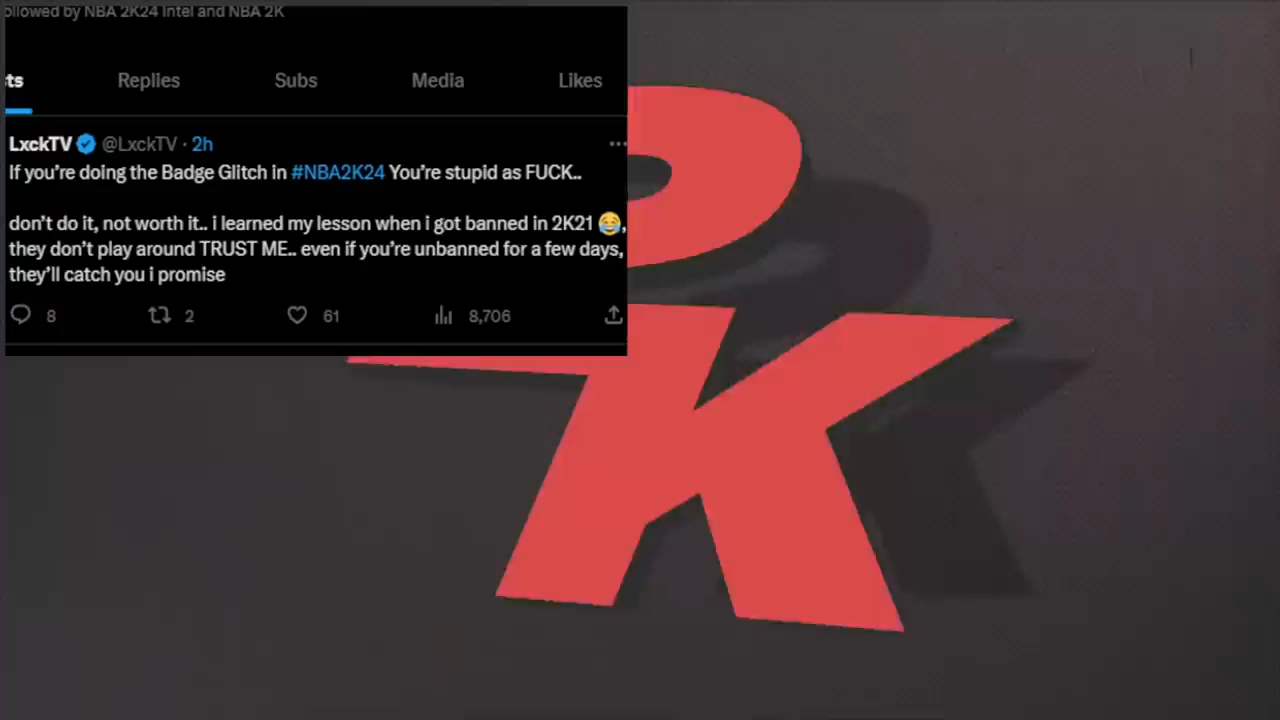 ollowed by NBA 2K24 Intel and NBA 2K
ts Replies Subs Media Likes
LxckTV @LxckTV · 2h
If you're doing the Badge Glitch in #NBA2K24 You're stupid as FUCK..
don't do it, not worth it.. i learned my lesson when i got banned in 2K21 😂,
they don't play around TRUST ME.. even if you're unbanned for a few days,
they'll catch you i promise
8 2 61 8,706
K